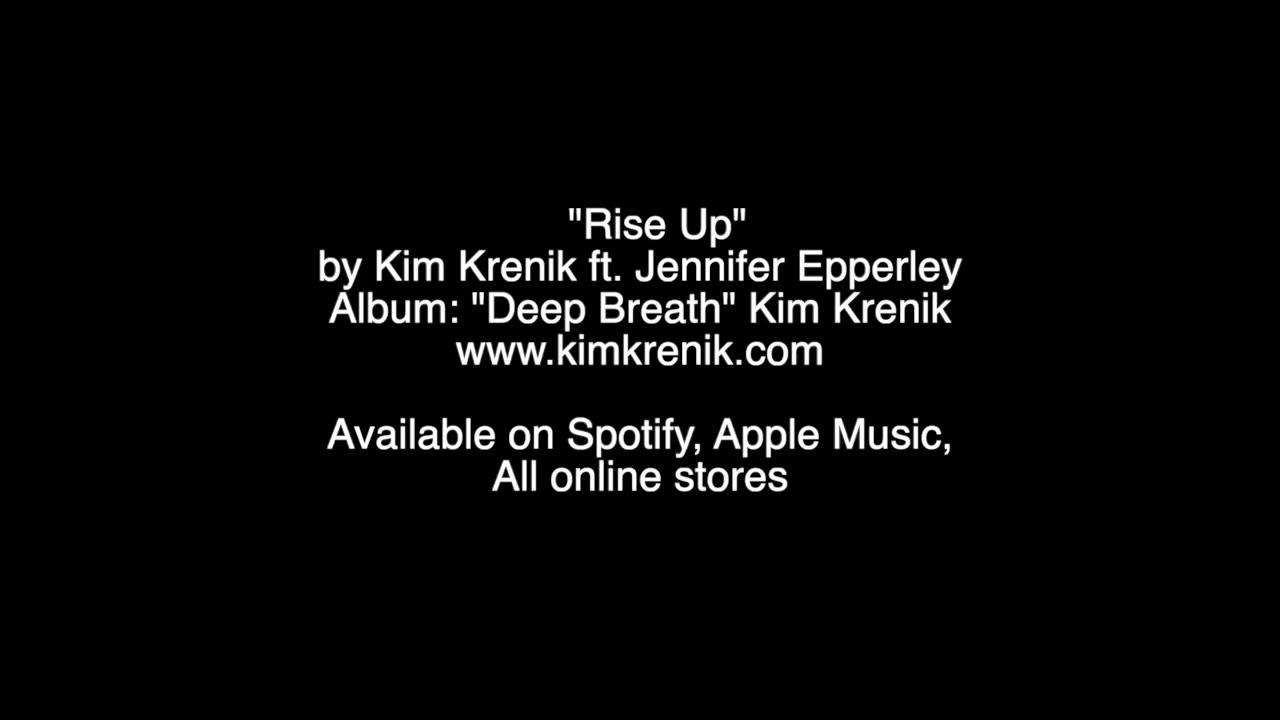 "Rise Up"
by Kim Krenik ft. Jennifer Epperley
Album: "Deep Breath" Kim Krenik
www.kimkrenik.com
Available on Spotify, Apple Music,
All online stores